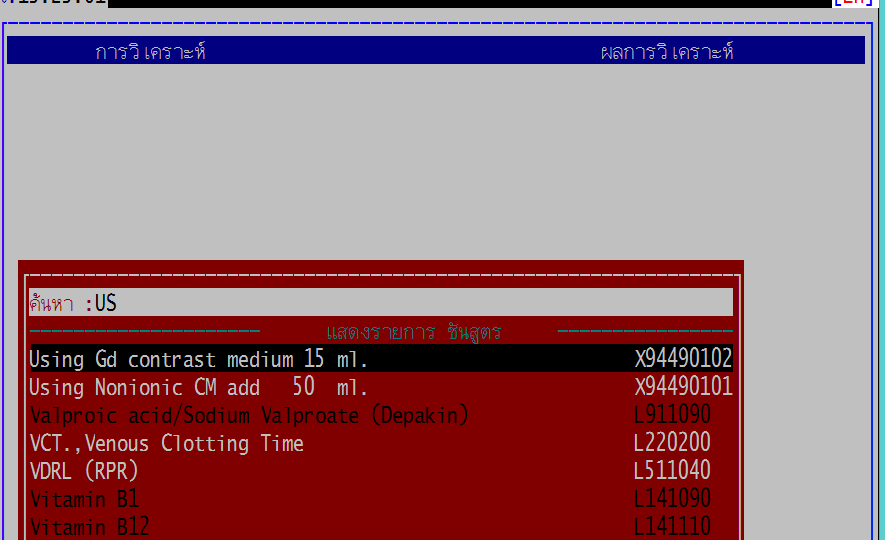 การวิเคราะห์ ผลการวิเคราะห์
ค้นหา :US
แสดงรายการ ชันสูตร
Using Gd contrast medium 15 ml. X94490102
Using Nonionic CM add 50 ml. X94490101
Valproic acid/Sodium Valproate (Depakin) L911090
VCT.,Venous Clotting Time L220200
VDRL (RPR) L511040
Vitamin B1 L141090
Vitamin B12 L141110